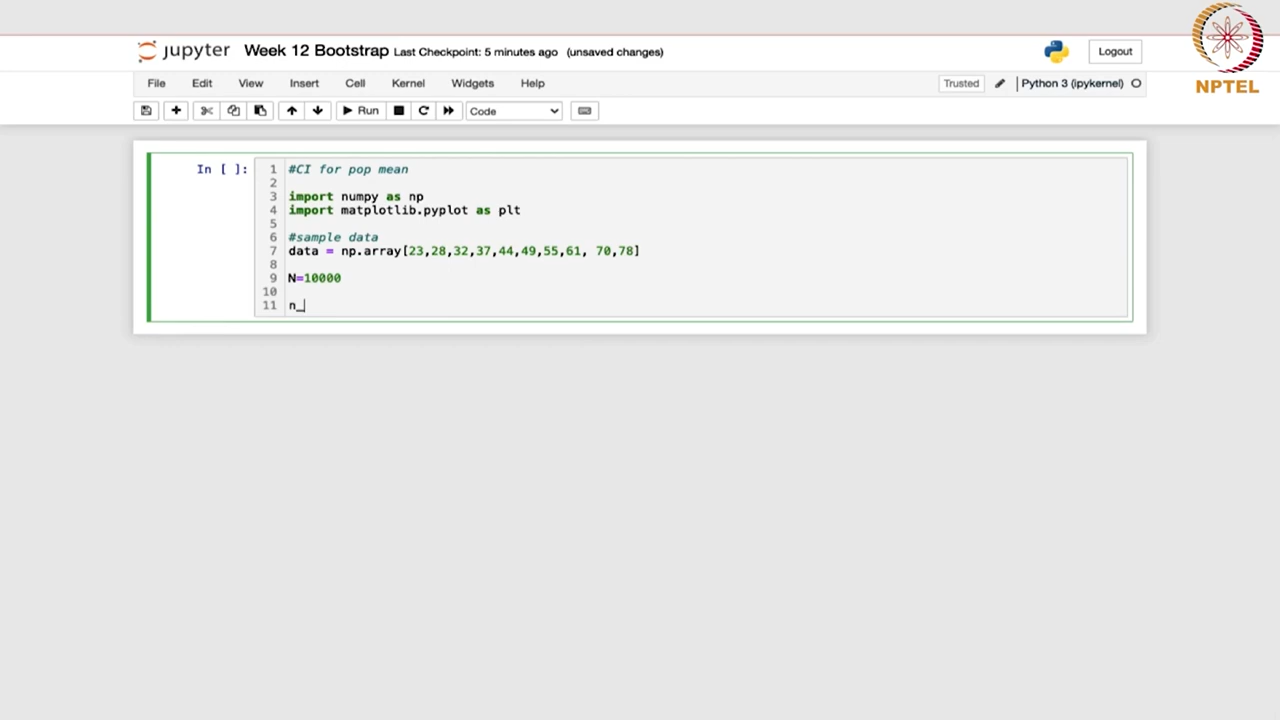 jupyter Week 12 Bootstrap Last Checkpoint: 5 minutes ago (unsaved changes) Logout
NPTEL
File Edit View Insert Cell Kernel Widgets Help Trusted Python 3 (ipykernel)
Run Code
In [ ]: 1 #CI for pop mean
2
3 import numpy as np
4 import matplotlib.pyplot as plt
5
6 #sample data
7 data = np.array[23,28,32,37,44,49,55,61, 70,78]
8
9 N=10000
10
11 n_